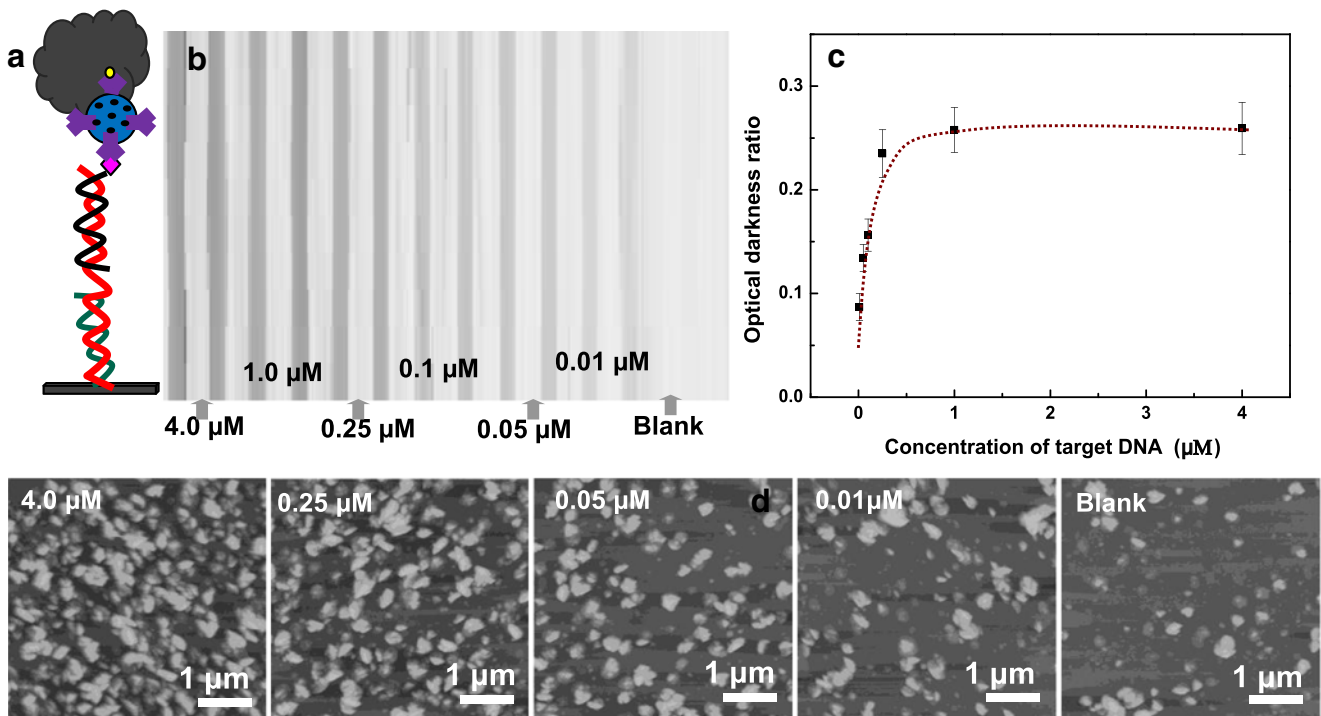 a
b
1.0 µM
0.1 µM
0.01 µM
4.0 µM
0.25 µM
0.05 µM
Blank
c
Optical darkness ratio
0.3
0.2
0.1
0.0
0
1
2
3
4
Concentration of target DNA (µM)
d
4.0 µM
1 µm
0.25 µM
1 µm
0.05 µM
1 µm
0.01µM
1 µm
Blank
1 µm